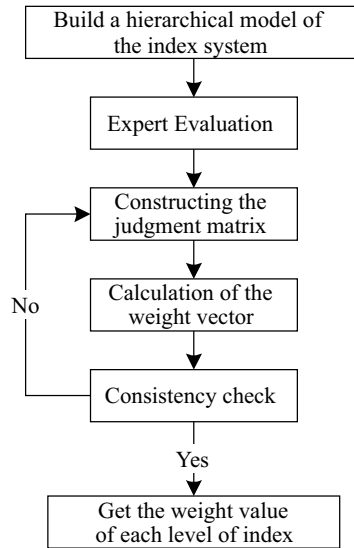 Build a hierarchical model of
the index system
Expert Evaluation
Constructing the
judgment matrix
Calculation of the
weight vector
No
Consistency check
Yes
Get the weight value
of each level of index